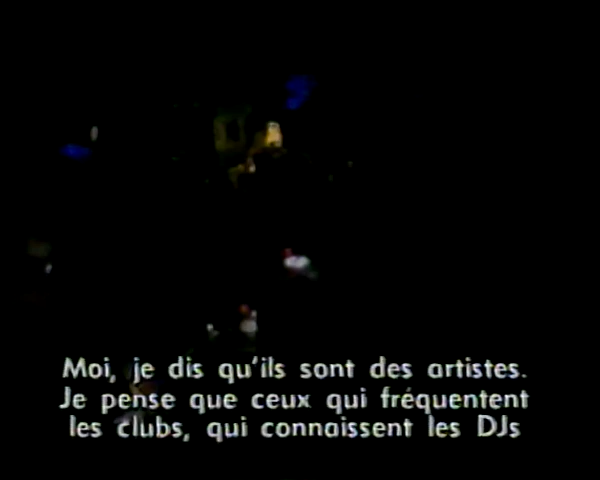 Moi, je dis qu'ils sont des artistes.
Je pense que ceux qui fréquentent
les clubs, qui connaissent les DJs